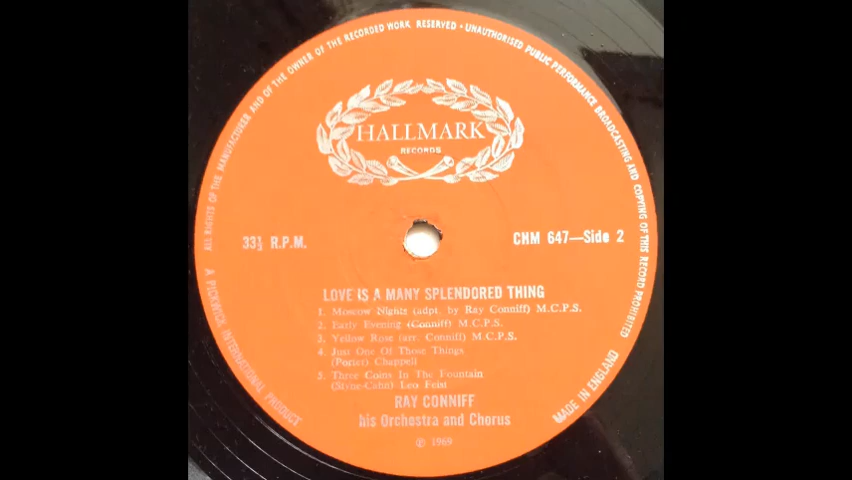 ALL RIGHTS OF THE MANUFACTURER AND OF THE OWNER OF THE RECORDED WORK RESERVED • UNAUTHORISED PUBLIC PERFORMANCE BROADCASTING AND COPYING OF THIS RECORD PROHIBITED
HALLMARK
RECORDS
33⅓ R.P.M.
CHM 647—Side 2
LOVE IS A MANY SPLENDORED THING
1. Moscow Nights (adpt. by Ray Conniff) M.C.P.S.
2. Early Evening (Conniff) M.C.P.S.
3. Yellow Rose (arr. Conniff) M.C.P.S.
4. Just One Of Those Things
(Porter) Chappell
5. Three Coins In The Fountain
(Styne-Cahn) Leo Feist
RAY CONNIFF
his Orchestra and Chorus
℗ 1969
A PICKWICK INTERNATIONAL PRODUCT
MADE IN ENGLAND